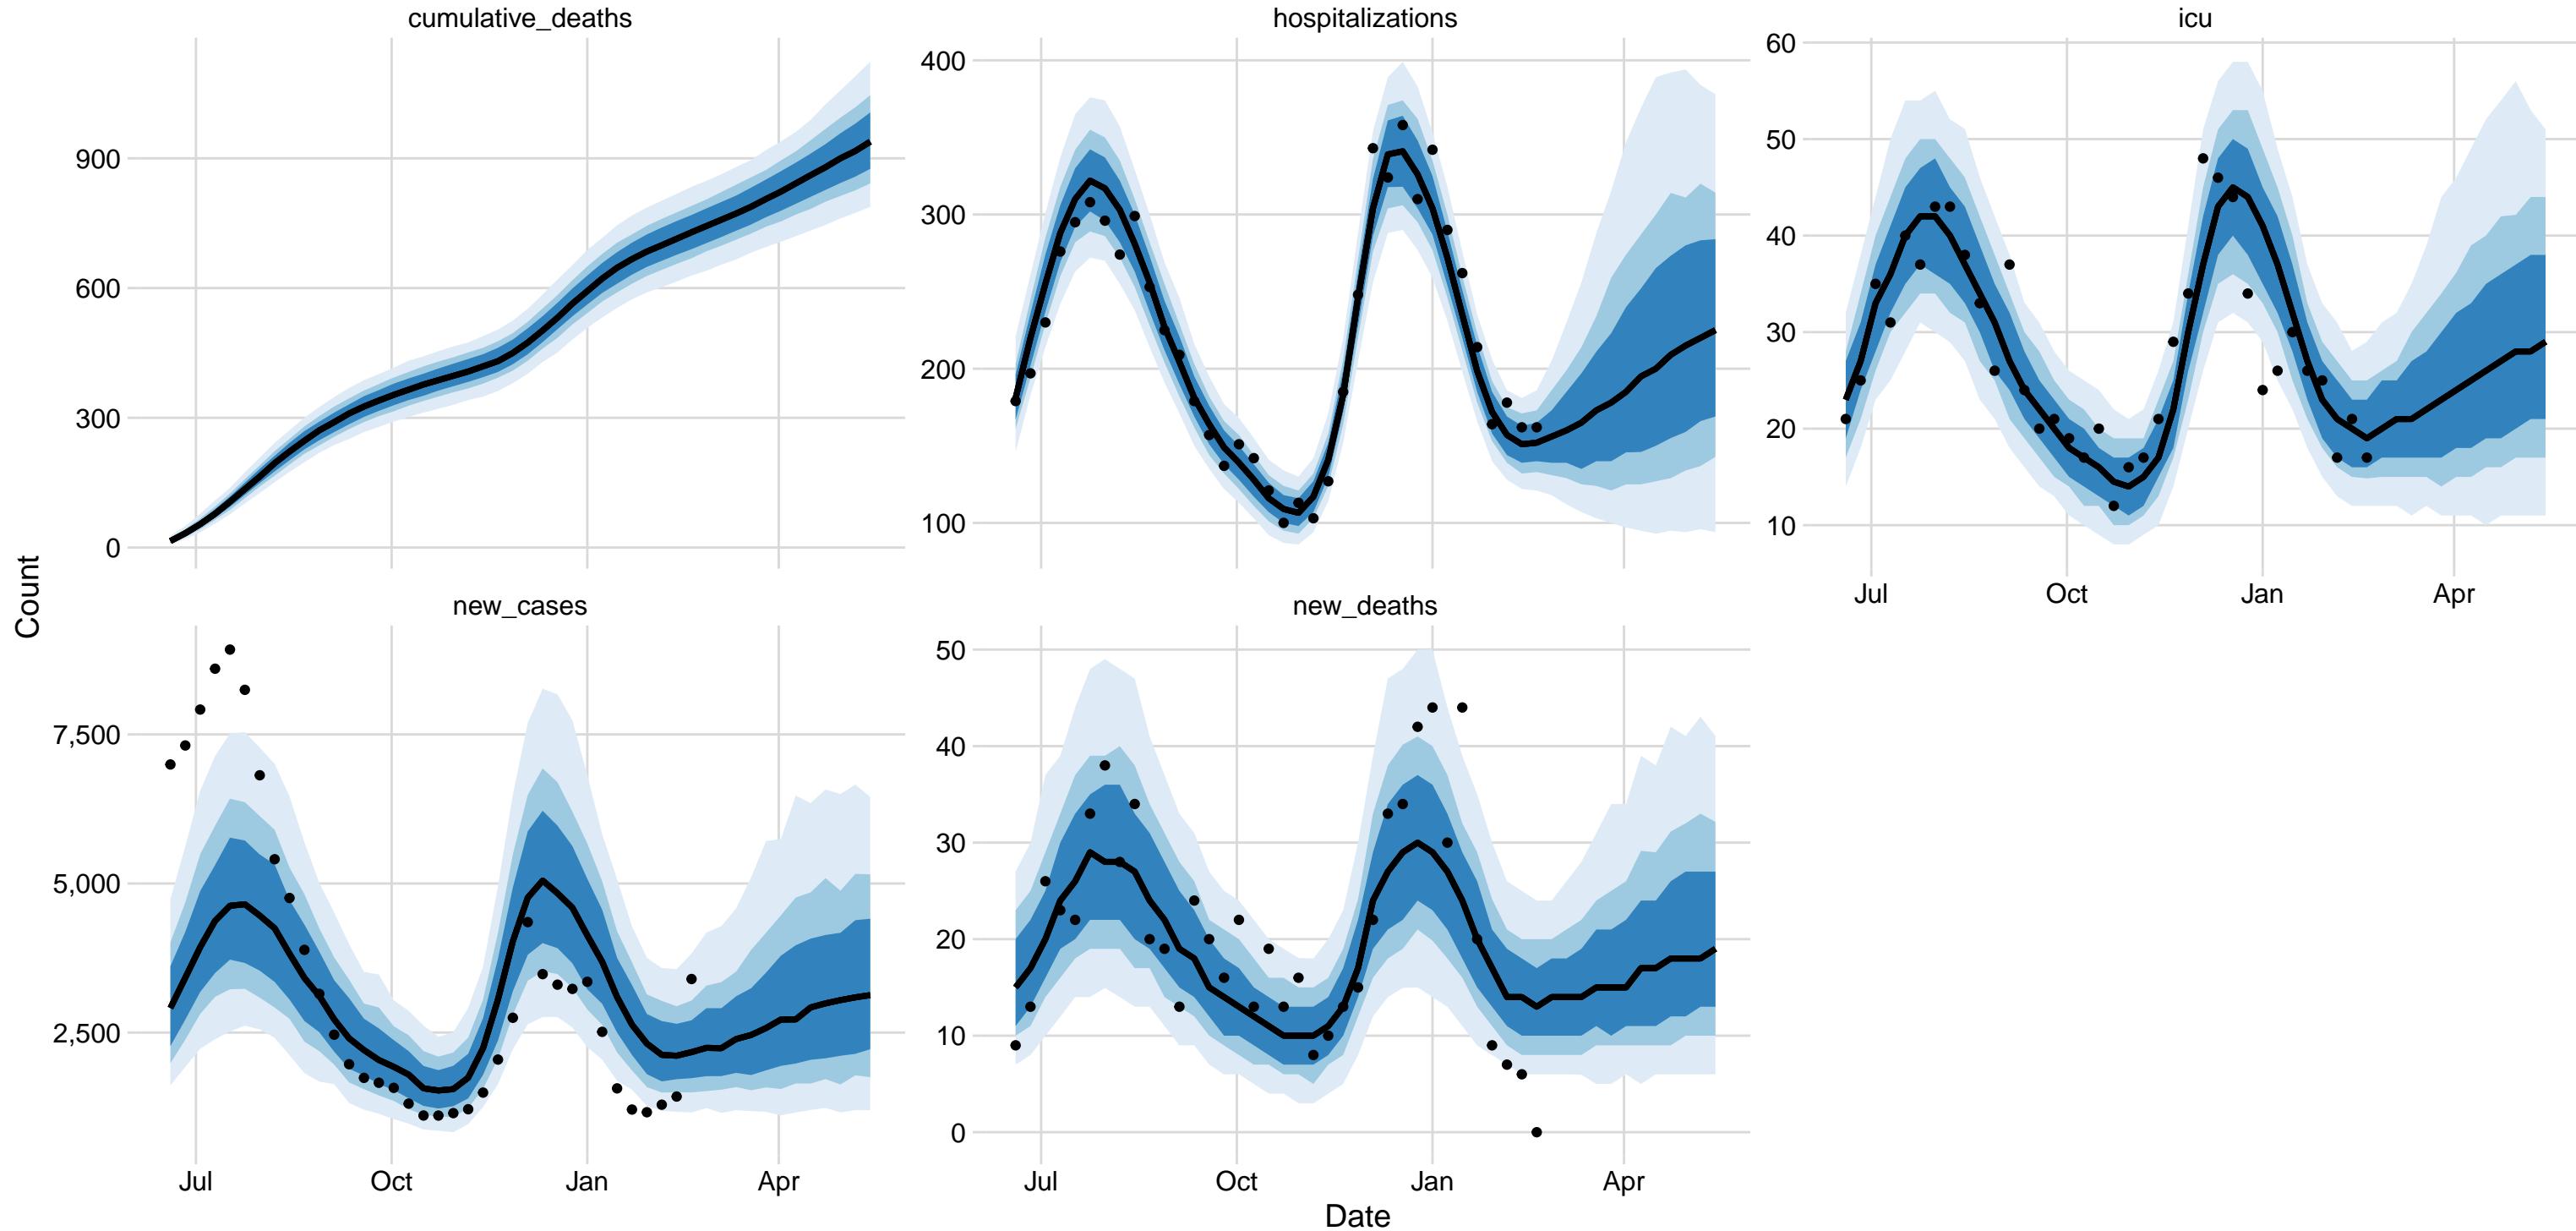 cumulative_deaths
hospitalizations
icu
900
600
300
0
400
300
200
100
60
50
40
30
20
10
Jul Oct Jan Apr
Count
new_cases
new_deaths
7,500
5,000
2,500
50
40
30
20
10
0
Jul Oct Jan Apr
Jul Oct Jan Apr
Date